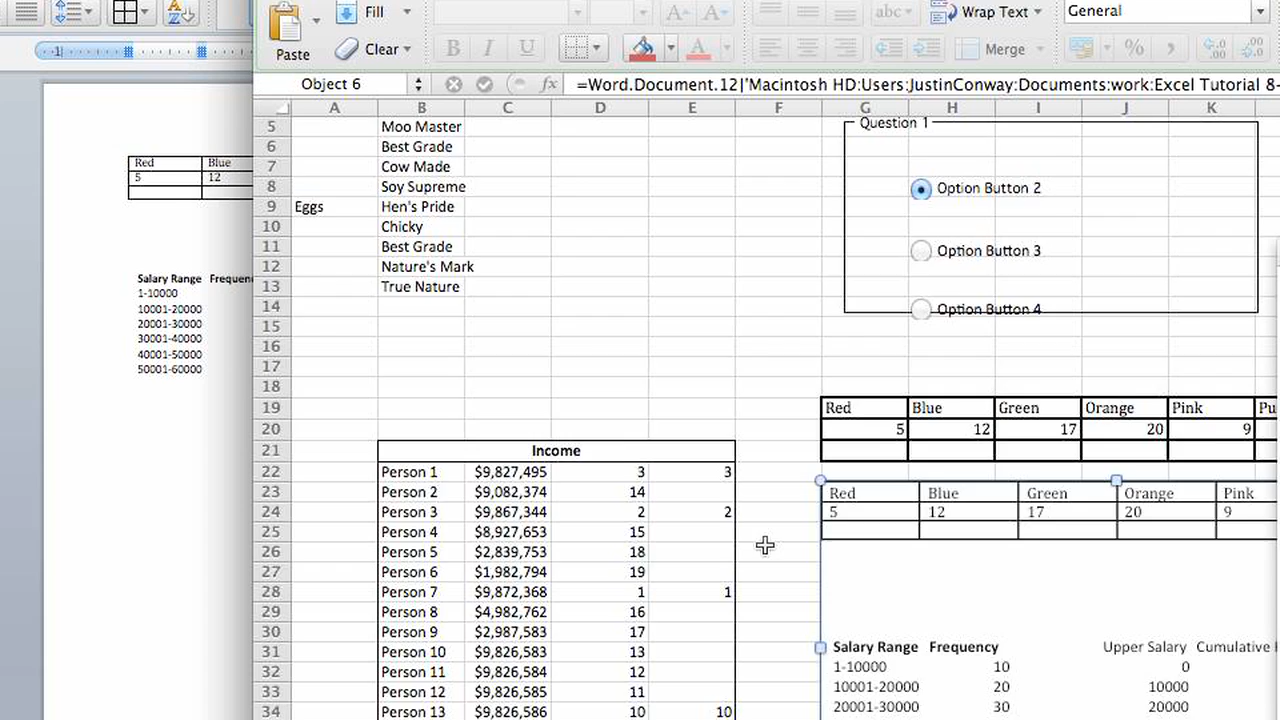 Fill
abc
Wrap Text
General
Paste
Clear
B I U
A
Merge
%
Object 6
fx
=Word.Document.12|'Macintosh HD:Users:JustinConway:Documents:work:Excel Tutorial 8-
A B C D E F G H I J K
5 Moo Master
Question 1
6 Best Grade
7 Cow Made
8 Soy Supreme
Option Button 2
9 Eggs Hen's Pride
10 Chicky
11 Best Grade
Option Button 3
12 Nature's Mark
13 True Nature
14
Option Button 4
15
16
17
18
19 Red Blue Green Orange Pink Pu
20 5 12 17 20 9
21 Income
22 Person 1 $9,827,495 3 3
23 Person 2 $9,082,374 14
Red Blue Green Orange Pink
24 Person 3 $9,867,344 2 2
5 12 17 20 9
25 Person 4 $8,927,653 15
26 Person 5 $2,839,753 18
27 Person 6 $1,982,794 19
28 Person 7 $9,872,368 1 1
29 Person 8 $4,982,762 16
30 Person 9 $2,987,583 17
31 Person 10 $9,826,583 13
Salary Range Frequency Upper Salary Cumulative
32 Person 11 $9,826,584 12
1-10000 10 0
33 Person 12 $9,826,585 11
10001-20000 20 10000
34 Person 13 $9,826,586 10 10
20001-30000 30 20000
Red Blue
5 12
Salary Range Frequen
1-10000
10001-20000
20001-30000
30001-40000
40001-50000
50001-60000